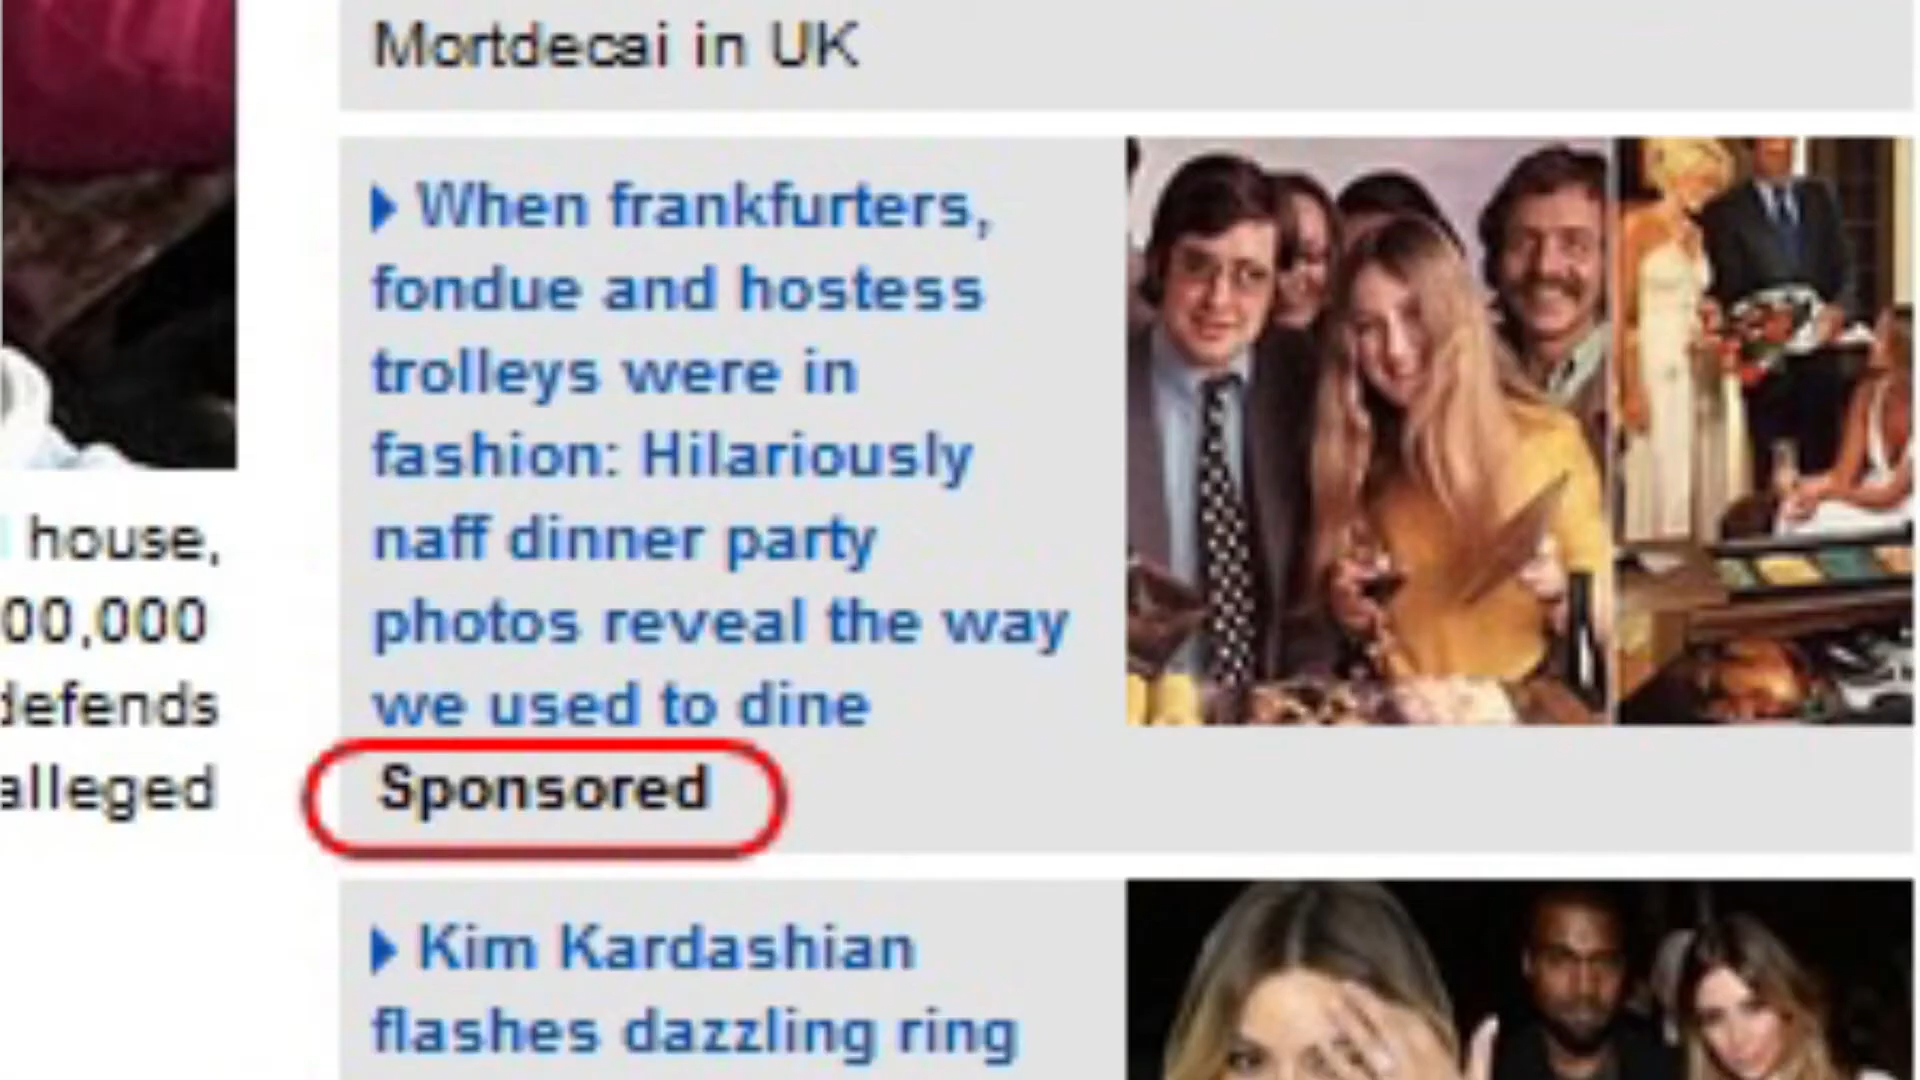 Mortdecai in UK
When frankfurters,
fondue and hostess
trolleys were in
fashion: Hilariously
naff dinner party
photos reveal the way
we used to dine
Sponsored
Kim Kardashian
flashes dazzling ring
house,
00,000
defends
alleged